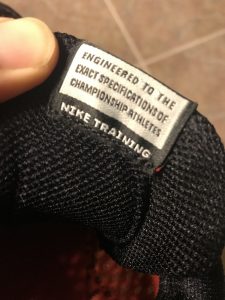 ENGINEERED TO THE
EXACT SPECIFICATIONS OF
CHAMPIONSHIP ATHLETES
NIKE TRAINING